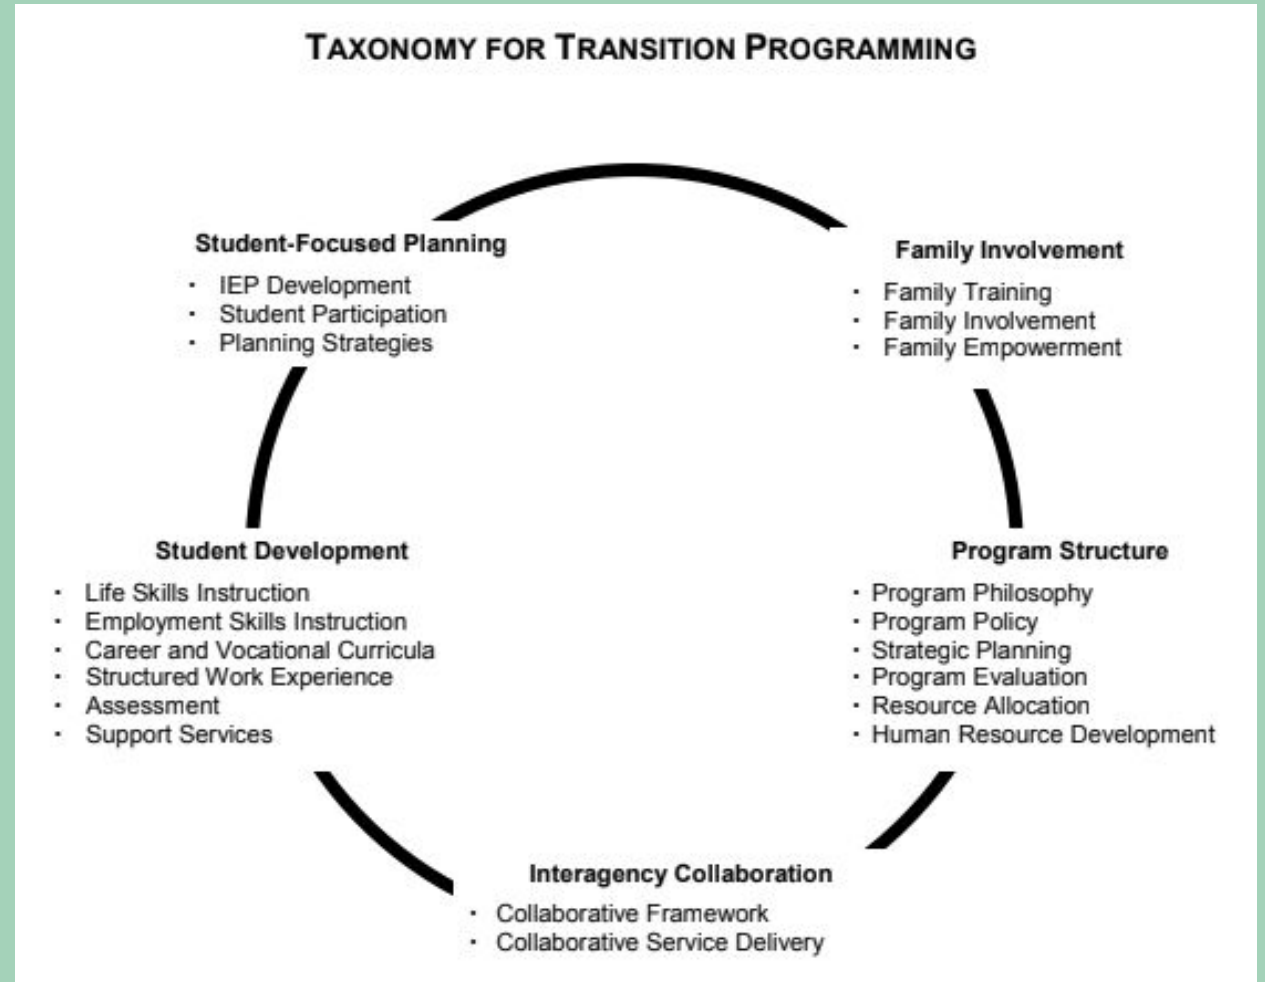 TAXONOMY FOR TRANSITION PROGRAMMING
Student-Focused Planning
· IEP Development
· Student Participation
· Planning Strategies
Family Involvement
· Family Training
· Family Involvement
· Family Empowerment
Student Development
· Life Skills Instruction
· Employment Skills Instruction
· Career and Vocational Curricula
· Structured Work Experience
· Assessment
· Support Services
Program Structure
· Program Philosophy
· Program Policy
· Strategic Planning
· Program Evaluation
· Resource Allocation
· Human Resource Development
Interagency Collaboration
· Collaborative Framework
· Collaborative Service Delivery